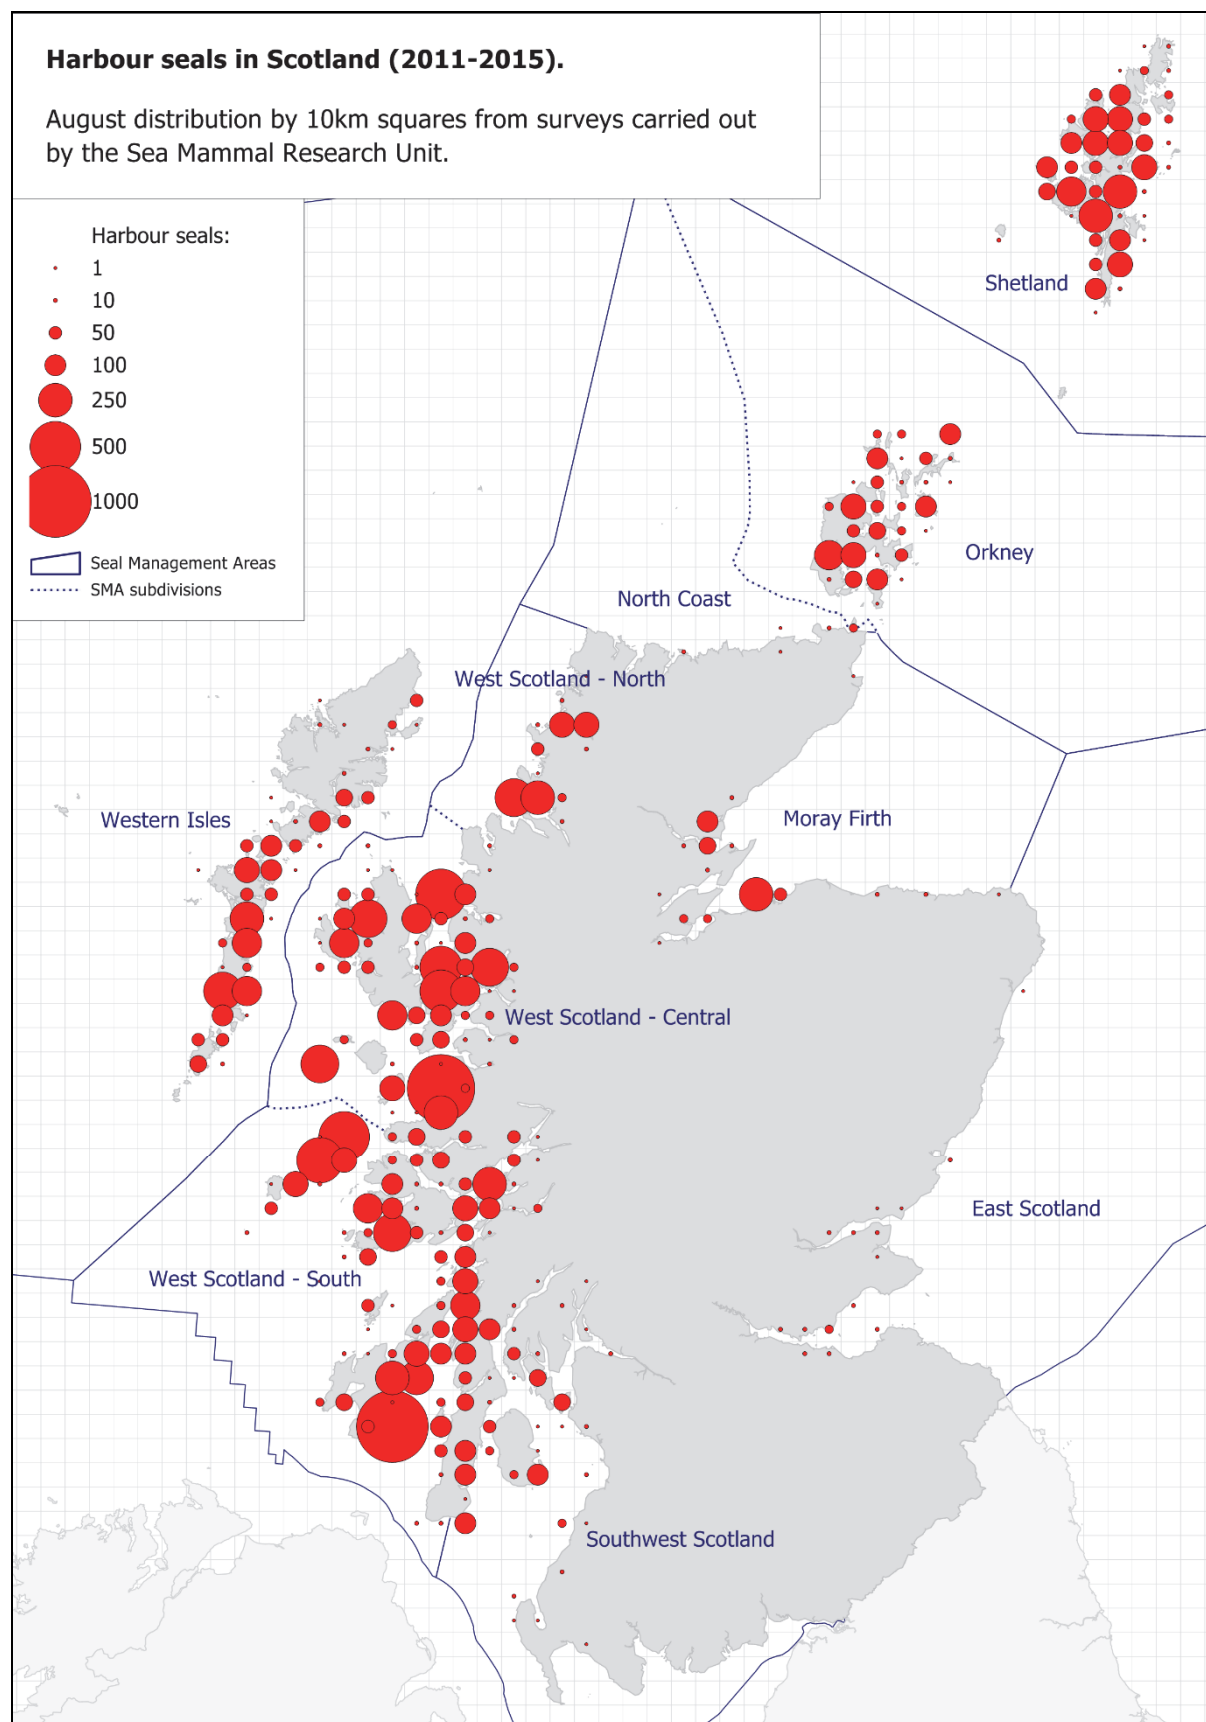 Harbour seals in Scotland (2011-2015).
August distribution by 10km squares from surveys carried out
by the Sea Mammal Research Unit.
Harbour seals:
1
10
50
100
250
500
1000
Seal Management Areas
SMA subdivisions
Shetland
Orkney
North Coast
West Scotland - North
Western Isles
Moray Firth
West Scotland - Central
East Scotland
West Scotland - South
Southwest Scotland